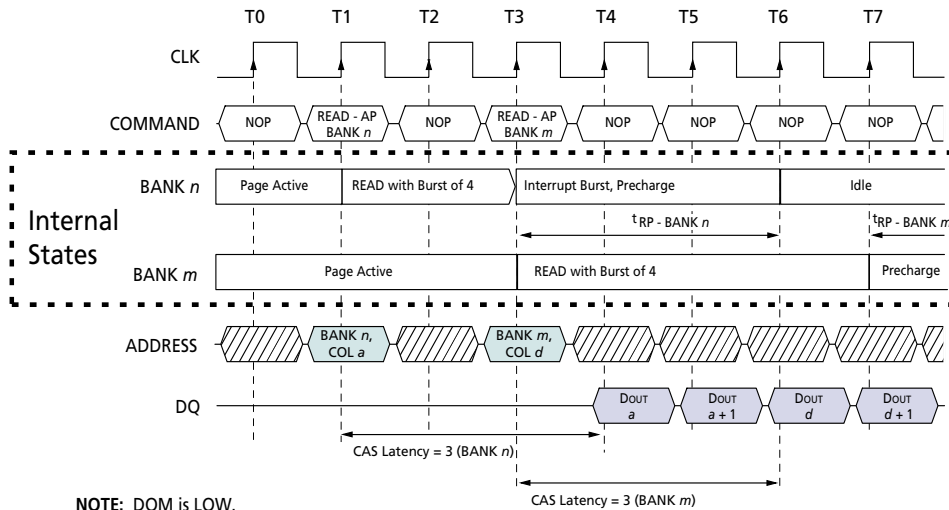 T0 T1 T2 T3 T4 T5 T6 T7
CLK
COMMAND NOP READ - AP BANK n NOP READ - AP BANK m NOP NOP NOP NOP
BANK n Page Active READ with Burst of 4 Interrupt Burst, Precharge Idle
Internal States
tRP - BANK n tRP - BANK m
BANK m Page Active READ with Burst of 4 Precharge
ADDRESS BANK n, COL a BANK m, COL d
DQ DOUT a DOUT a + 1 DOUT d DOUT d + 1
CAS Latency = 3 (BANK n)
CAS Latency = 3 (BANK m)
NOTE: DQM is LOW.